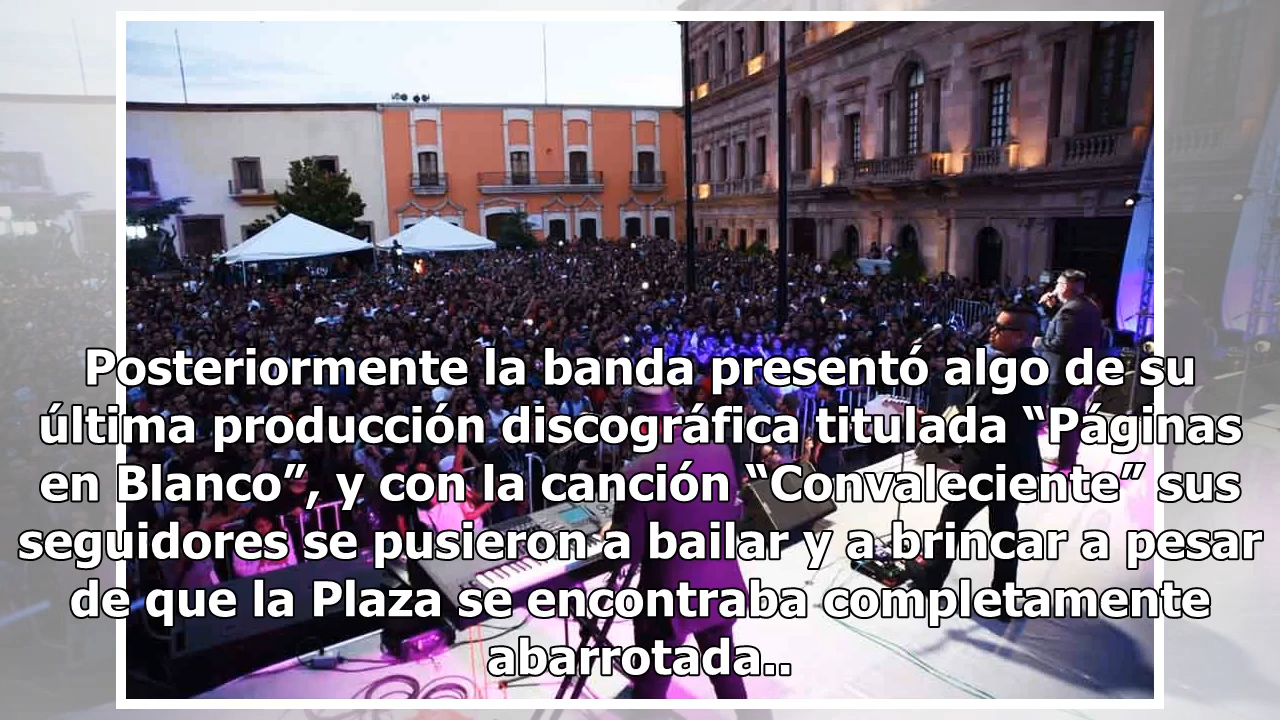 Posteriormente la banda presentó algo de su
última producción discográfica titulada “Páginas
en Blanco”, y con la canción “Convaleciente” sus
seguidores se pusieron a bailar y a brincar a pesar
de que la Plaza se encontraba completamente
abarrotada..